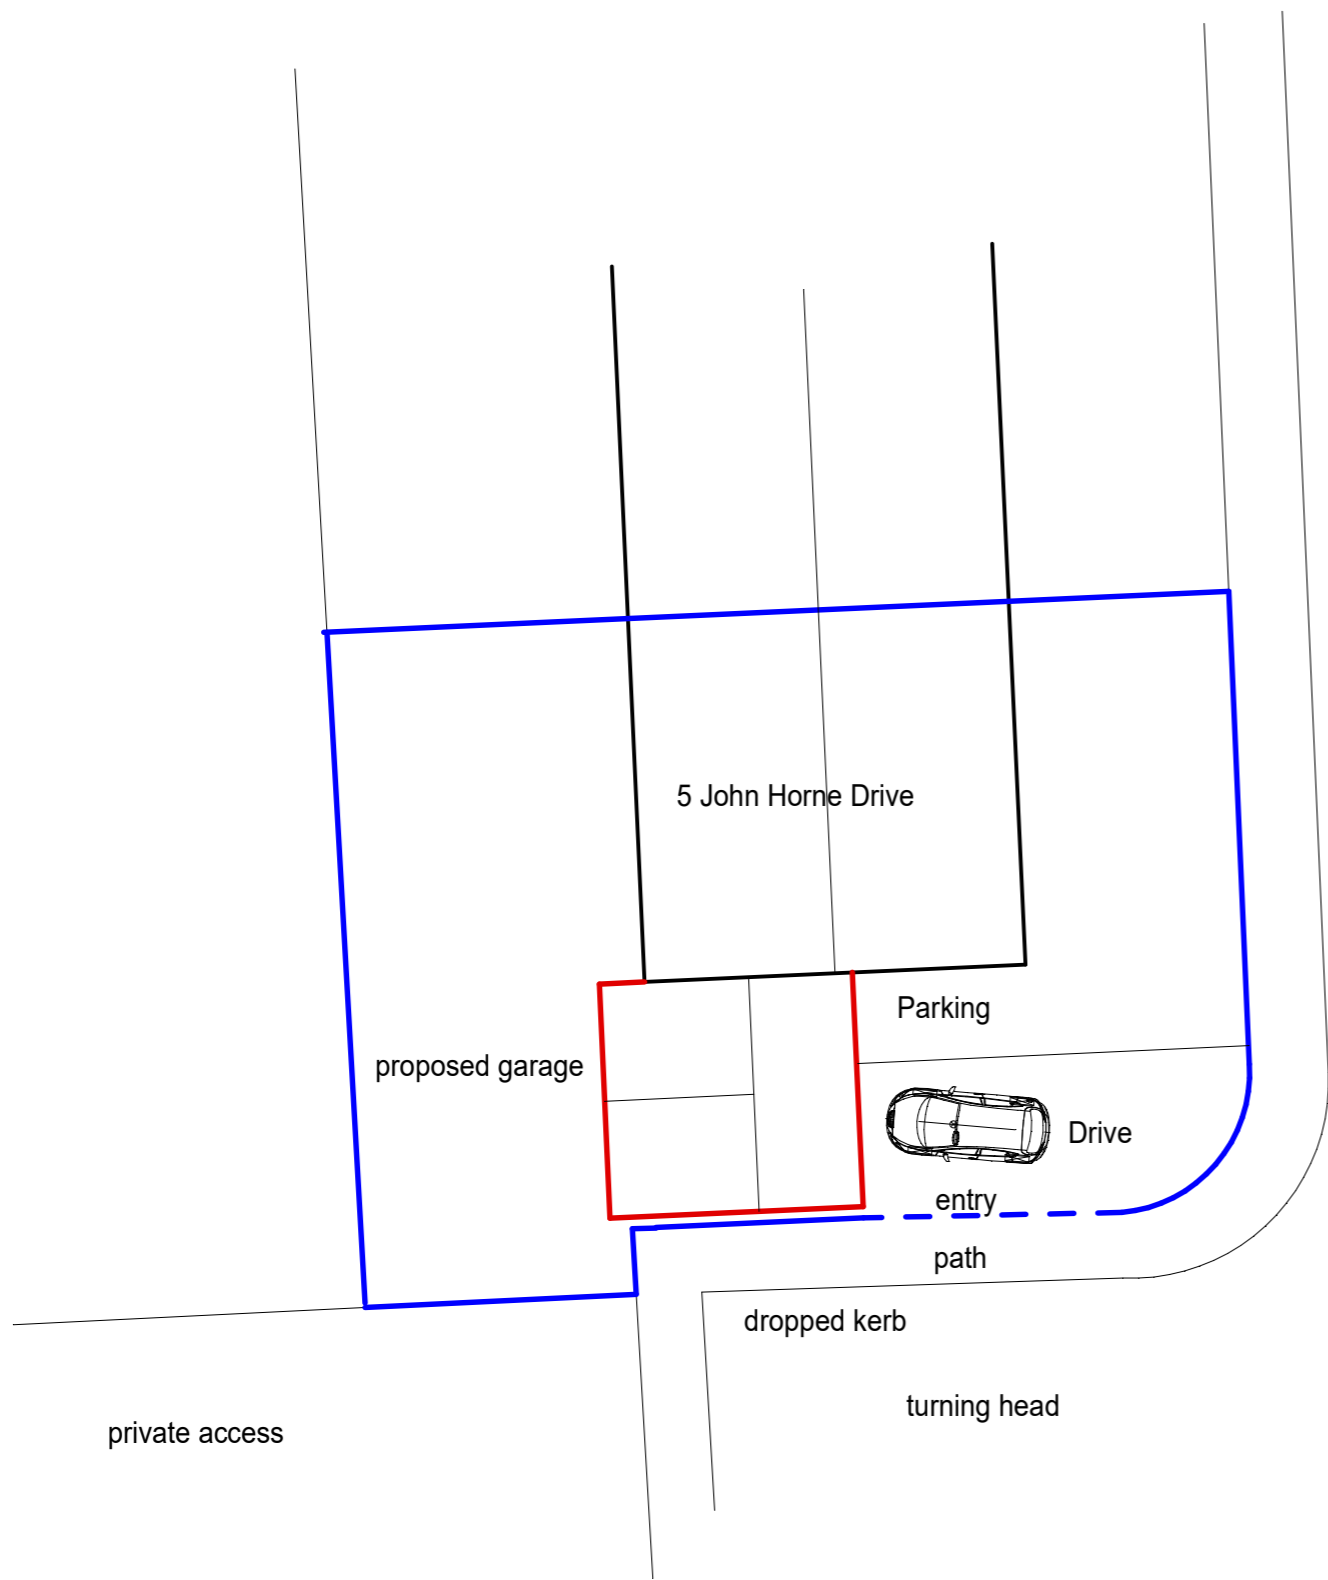 5 John Horne Drive
Parking
proposed garage
Drive
entry
path
dropped kerb
turning head
private access